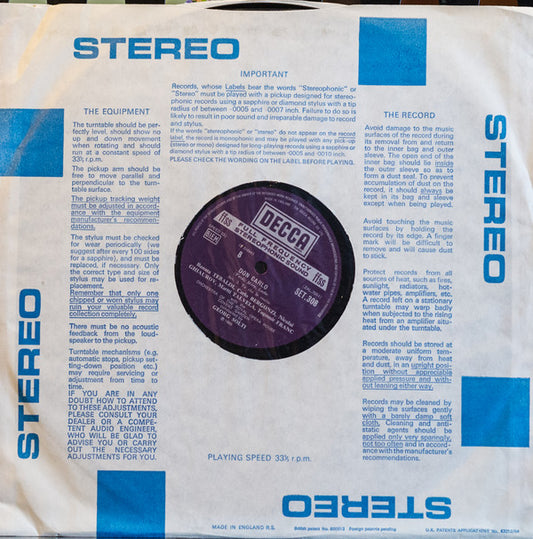 STEREO
IMPORTANT
Records, whose Labels bear the words "Stereophonic" or
"Stereo" must be played with a pickup designed for stereo-
phonic records using a sapphire or diamond stylus with a tip
radius of between ·0005 and ·0007 inch. Failure to do so is
likely to result in poor sound and irreparable damage to record
and stylus.
If the words "stereophonic" or "stereo" do not appear on the record
label, the record is monophonic and may be played with any pick-up
(stereo or mono) designed for long-playing records using a sapphire or
diamond stylus with a tip radius of between ·0005 and ·0010 inch.
PLEASE CHECK THE WORDING ON THE LABEL BEFORE PLAYING.
THE EQUIPMENT
The turntable should be per-
fectly level, should show no
up and down movement
when rotating and should
run at a constant speed of
33⅓ r.p.m.
The pickup arm should be
free to move parallel and
perpendicular to the turn-
table surface.
The pickup tracking weight
must be adjusted in accord-
ance with the equipment
manufacturer's recommen-
dations.
The stylus must be checked
for wear periodically (we
suggest after every 100 sides
for a sapphire), and must be
replaced, if necessary. Only
the correct type and size of
stylus may be used for re-
placement.
Remember that only one
chipped or worn stylus may
ruin your valuable record
collection completely.
There must be no acoustic
feedback from the loud-
speaker to the pickup.
Turntable mechanisms (e.g.
automatic stops, pickup set-
ting-down position etc.)
may require servicing or
adjustment from time to
time.
IF YOU ARE IN ANY
DOUBT HOW TO ATTEND
TO THESE ADJUSTMENTS,
PLEASE CONSULT YOUR
DEALER OR A COMPE-
TENT AUDIO ENGINEER,
WHO WILL BE GLAD TO
ADVISE YOU OR CARRY
OUT THE NECESSARY
ADJUSTMENTS FOR YOU.
STEREO
DECCA
ffss
FULL FREQUENCY
STEREOPHONIC SOUND
ffss
8
SET.308
DON CARLO
Renata TEBALDI, Carlo BERGONZI, Nicolai
GHIAUROV,
GEORG SOLTI
THE RECORD
Avoid damage to the music
surfaces of the record during
its removal from and return
to the inner bag and outer
sleeve. The open end of the
inner bag should lie inside
the outer sleeve so as to
form a dust seal. To prevent
accumulation of dust on the
record, it should always be
kept in its bag and sleeve
except when being played.
Avoid touching the music
surfaces by holding the
record by its edge. A finger
mark will be difficult to
remove and will cause dust
to stick.
Protect records from all
sources of heat, such as fires,
sunlight, radiators, hot-
water pipes, amplifiers, etc.
A record left on a stationary
turntable may warp badly
when subjected to the rising
heat from an amplifier situ-
ated under the turntable.
Records should be stored at
a moderate uniform tempera-
ture, away from heat and
dust, in an upright posi-
tion without appreciable
applied pressure and with-
out leaning either way.
Records may be cleaned by
wiping the surfaces gently
with a barely damp soft
cloth. Cleaning and anti-
static agents should be
applied only very sparingly,
not too often and in accord-
ance with the manufacturer's
recommendations.
STEREO
PLAYING SPEED 33⅓ r.p.m.
STEREO
MADE IN ENGLAND R.S.
Foreign patents pending
U.K. PATENTS APPLICATIONS No.